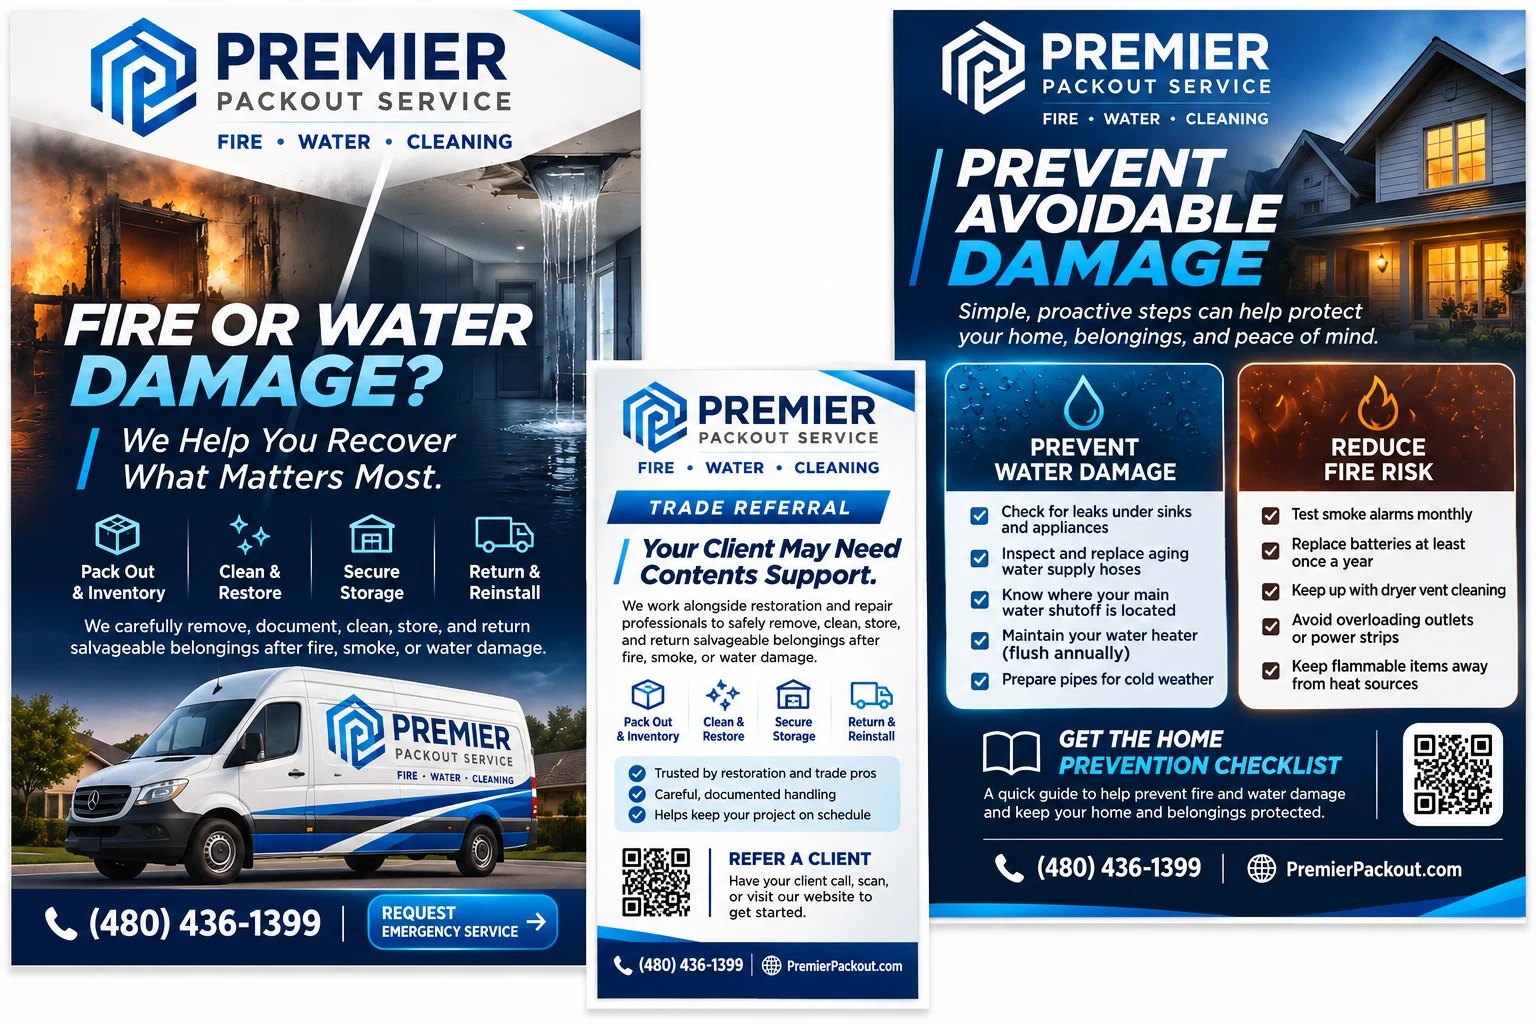 PREMIER
PACKOUT SERVICE
FIRE • WATER • CLEANING
FIRE OR WATER
DAMAGE?
We Help You Recover
What Matters Most.
Pack Out
& Inventory
Clean &
Restore
Secure
Storage
Return &
Reinstall
We carefully remove, document, clean, store, and return
salvageable belongings after fire, smoke, or water damage.
PREMIER
PACKOUT SERVICE
FIRE • WATER • CLEANING
(480) 436-1399
REQUEST
EMERGENCY SERVICE
PREMIER
PACKOUT SERVICE
FIRE • WATER • CLEANING
TRADE REFERRAL
Your Client May Need
Contents Support.
We work alongside restoration and repair
professionals to safely remove, clean, store,
and return salvageable belongings after
fire, smoke, or water damage.
Pack Out
& Inventory
Clean &
Restore
Secure
Storage
Return &
Reinstall
Trusted by restoration and trade pros
Careful, documented handling
Helps keep your project on schedule
REFER A CLIENT
Have your client call, scan,
or visit our website to
get started.
(480) 436-1399
PremierPackout.com
PREMIER
PACKOUT SERVICE
FIRE • WATER • CLEANING
PREVENT
AVOIDABLE
DAMAGE
Simple, proactive steps can help protect
your home, belongings, and peace of mind.
PREVENT
WATER DAMAGE
Check for leaks under sinks
and appliances
Inspect and replace aging
water supply hoses
Know where your main
water shutoff is located
Maintain your water heater
(flush annually)
Prepare pipes for cold weather
REDUCE
FIRE RISK
Test smoke alarms monthly
Replace batteries at least
once a year
Keep up with dryer vent cleaning
Avoid overloading outlets
or power strips
Keep flammable items away
from heat sources
GET THE HOME
PREVENTION CHECKLIST
A quick guide to help prevent fire and water damage
and keep your home and belongings protected.
(480) 436-1399
PremierPackout.com